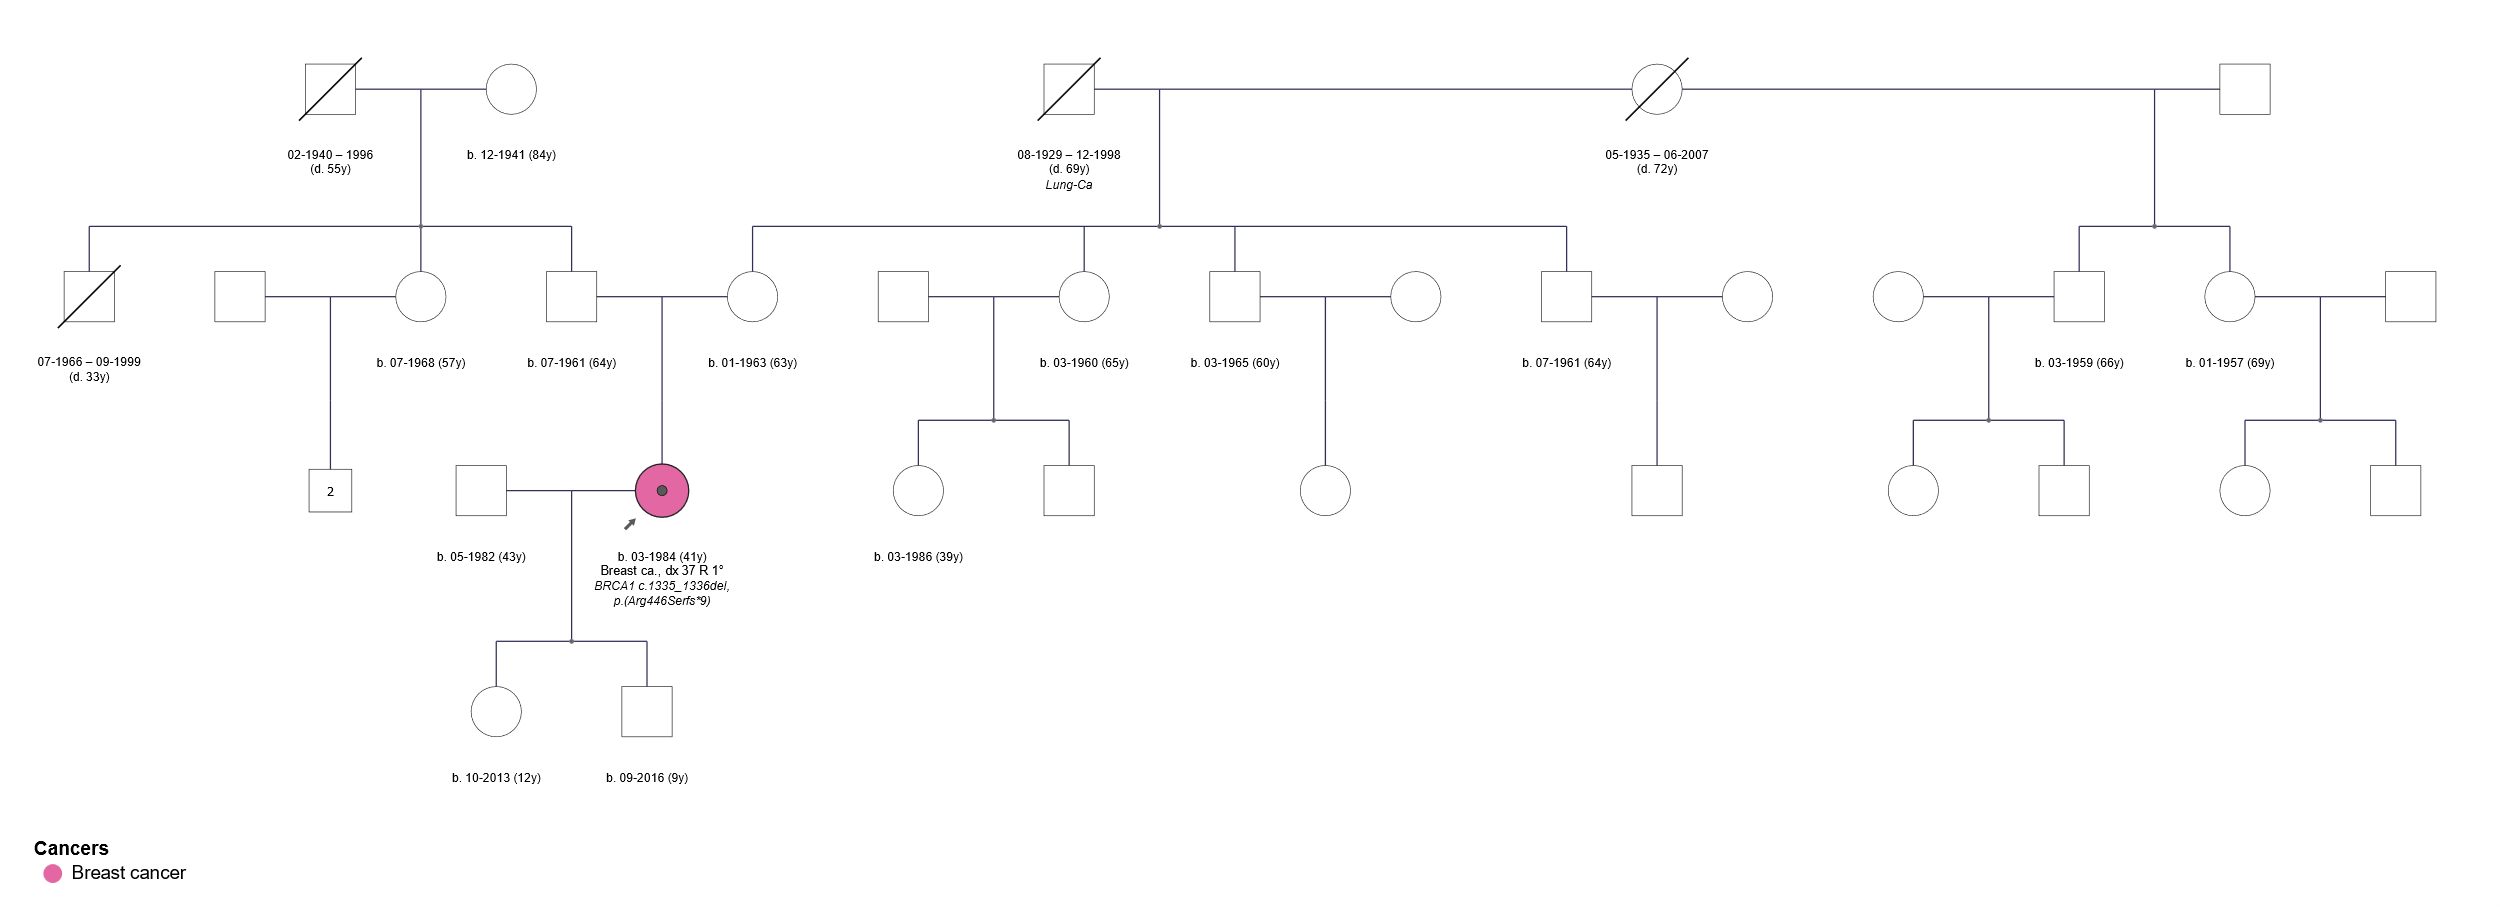 02-1940 – 1996
(d. 55y)
b. 12-1941 (84y)
08-1929 – 12-1998
(d. 69y)
Lung-Ca
05-1935 – 06-2007
(d. 72y)
07-1966 – 09-1999
(d. 33y)
b. 07-1968 (57y)
b. 07-1961 (64y)
b. 01-1963 (63y)
b. 03-1960 (65y)
b. 03-1965 (60y)
b. 07-1961 (64y)
b. 03-1959 (66y)
b. 01-1957 (69y)
2
b. 05-1982 (43y)
b. 03-1984 (41y)
Breast ca., dx 37 R 1°
BRCA1 c.1335_1336del,
p.(Arg446Serfs*9)
b. 03-1986 (39y)
b. 10-2013 (12y)
b. 09-2016 (9y)
Cancers
Breast cancer